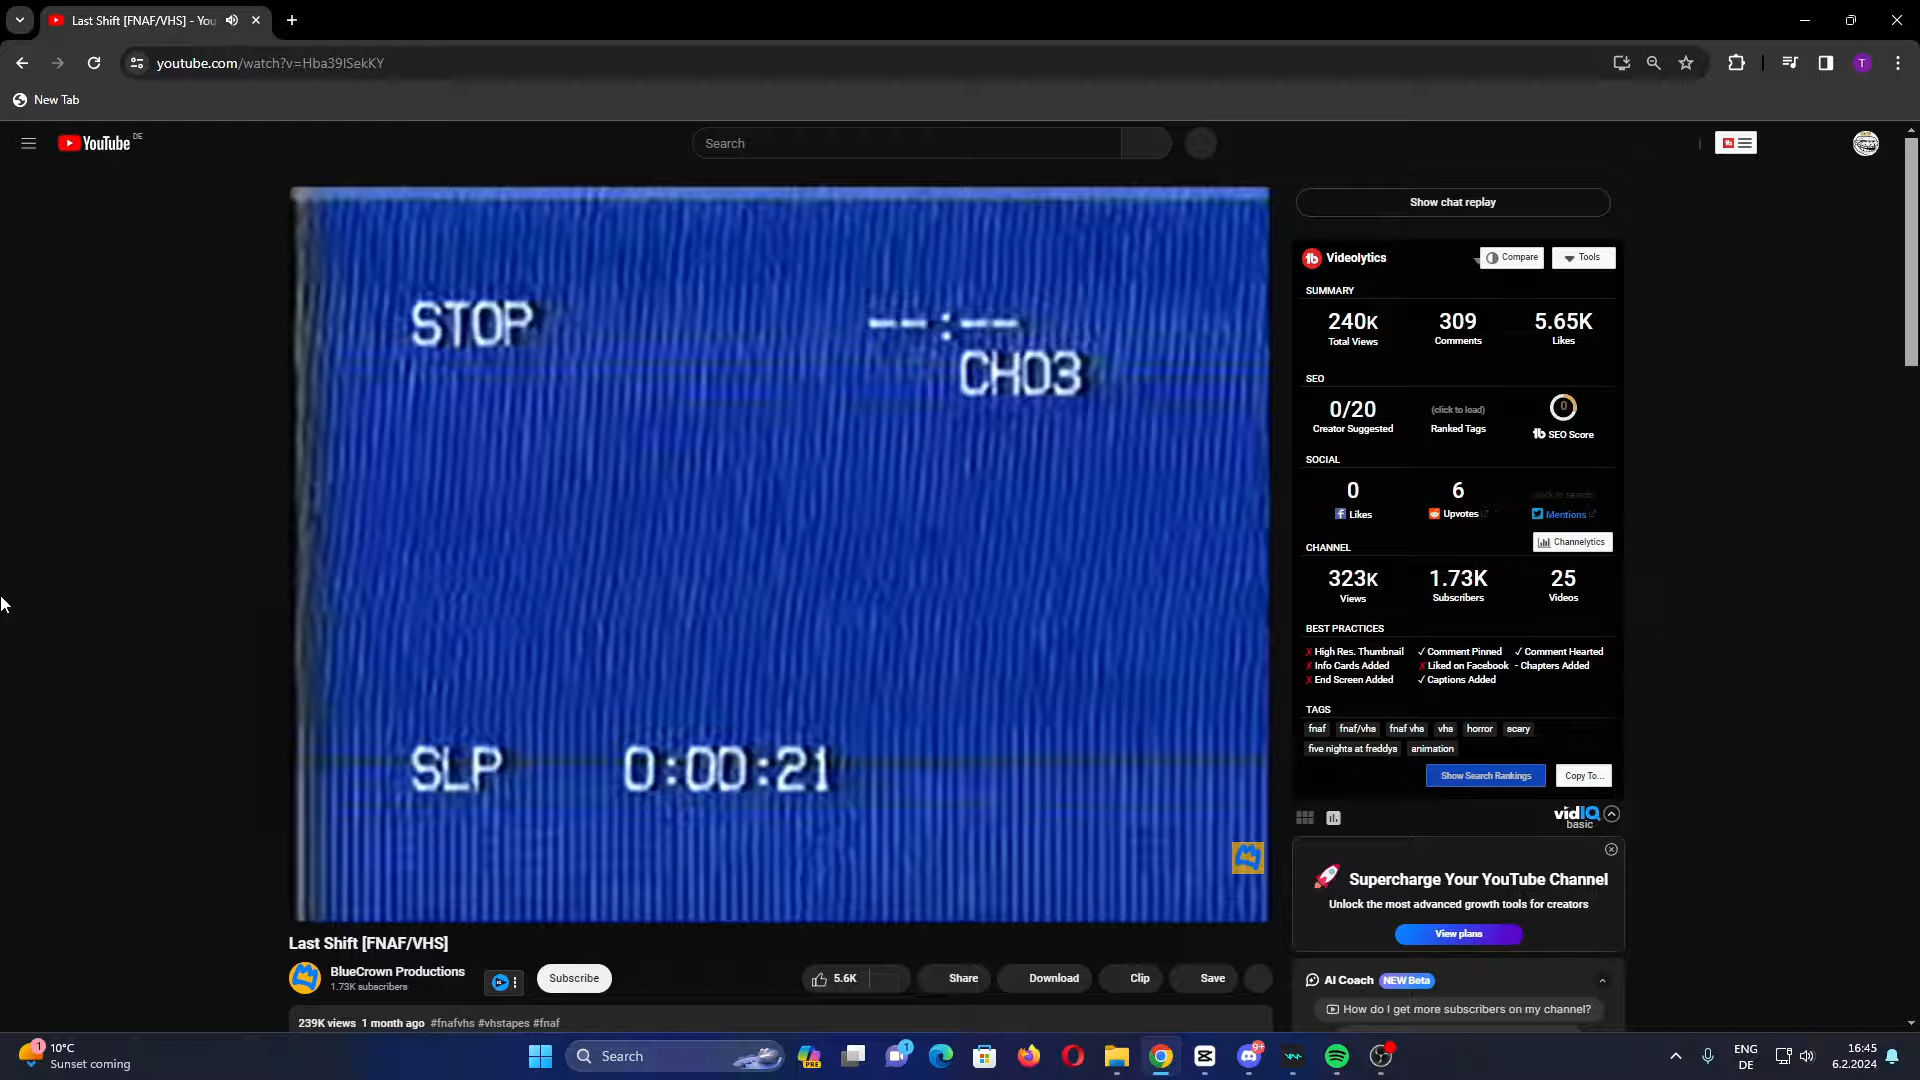 Last Shift [FNAF/VHS] - You
youtube.com/watch?v=Hba39lSekKY
New Tab
YouTube DE
Search
STOP --:--
CH03
SLP 0:00:21
Last Shift [FNAF/VHS]
BlueCrown Productions
1.73K subscribers
Subscribe
5.6K
Share
Download
Clip
Save
239K views 1 month ago #fnafvhs #vhstapes #fnaf
Show chat replay
Videolytics
Compare
Tools
SUMMARY
240K 309 5.65K
Total Views Comments Likes
SEO
0/20 (click to load) 0
Creator Suggested Ranked Tags SEO Score
SOCIAL
0 6 click to search
Likes Upvotes Mentions
CHANNEL
Channelytics
323K 1.73K 25
Views Subscribers Videos
BEST PRACTICES
✗ High Res. Thumbnail ✓ Comment Pinned ✓ Comment Hearted
✗ Info Cards Added ✗ Liked on Facebook - Chapters Added
✗ End Screen Added ✓ Captions Added
TAGS
fnaf fnaf/vhs fnaf vhs vhs horror scary
five nights at freddys animation
Show Search Rankings
Copy To...
vidIQ
basic
Supercharge Your YouTube Channel
Unlock the most advanced growth tools for creators
View plans
AI Coach NEW Beta
How do I get more subscribers on my channel?
1
10°C
Sunset coming
Search
PRE
1
9+
ENG
DE
16:45
6.2.2024
T